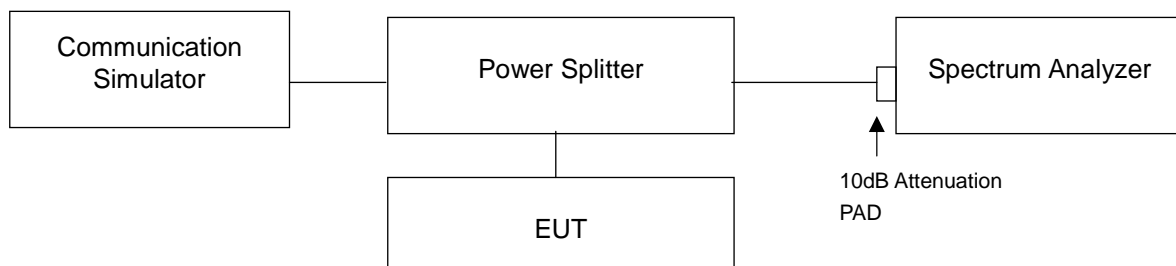 Communication
Simulator
Power Splitter
Spectrum Analyzer
10dB Attenuation
PAD
EUT